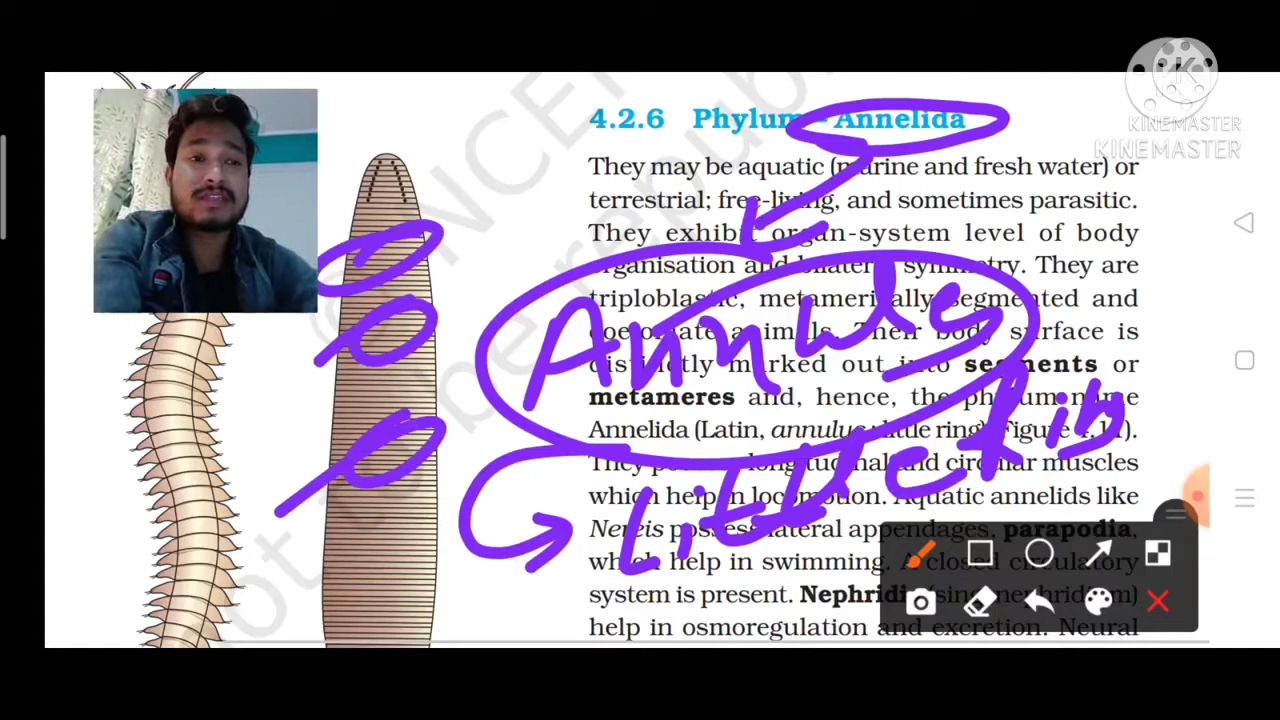 KINEMASTER
KINEMASTER
4.2.6 Phylum – Annelida
They may be aquatic (marine and fresh water) or
terrestrial; free-living, and sometimes parasitic.
They exhibit organ-system level of body
organisation and bilateral symmetry. They are
triploblastic, metamerically segmented and
coelomate animals. Their body surface is
distinctly marked out into segments or
metameres and, hence, the phylum name
Annelida (Latin, annulus : little ring) (Figure 4.11).
They possess longitudinal and circular muscles
which help in locomotion. Aquatic annelids like
Nereis possess lateral appendages, parapodia,
which help in swimming. A closed circulatory
system is present. Nephridia (sing. nephridium)
help in osmoregulation and excretion. Neural
Annulus
Little